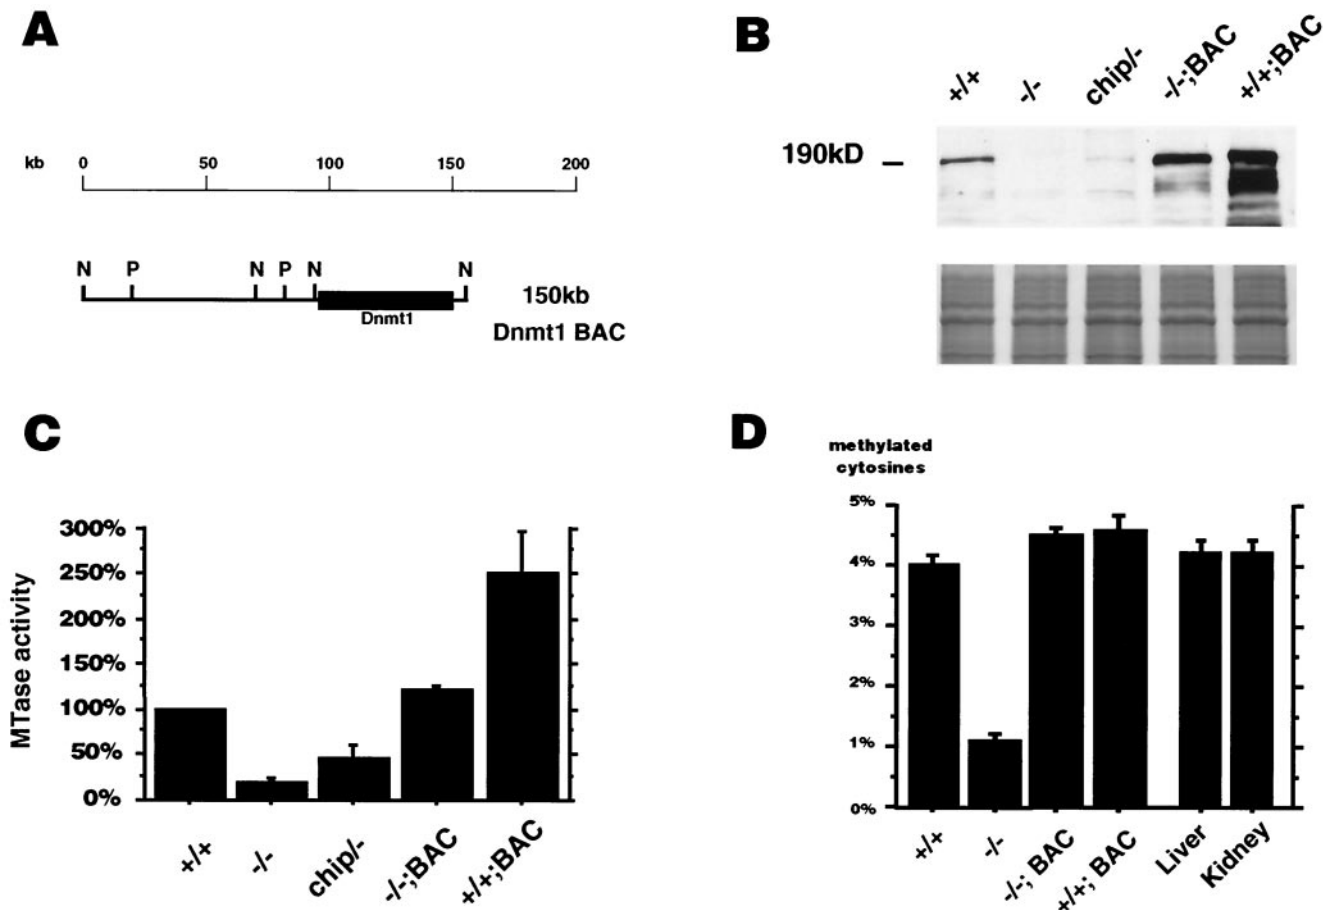 A
kb 0 50 100 150 200
N P N P N N
Dnmt1
150kb
Dnmt1 BAC
B
+/+ -/- chip/- -/-;BAC +/+;BAC
190kD
C
MTase activity
300%
250%
200%
150%
100%
50%
0%
+/+ -/- chip/- -/-;BAC +/+;BAC
D
methylated
cytosines
5%
4%
3%
2%
1%
0%
+/+ -/- -/-; BAC +/+; BAC Liver Kidney